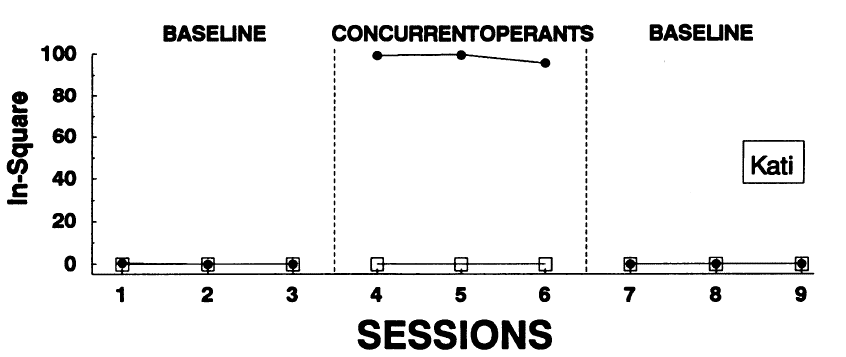 BASELINE CONCURRENTOPERANTS BASELINE
100
80
60
40
20
0
In-Square
Kati
1 2 3 4 5 6 7 8 9
SESSIONS